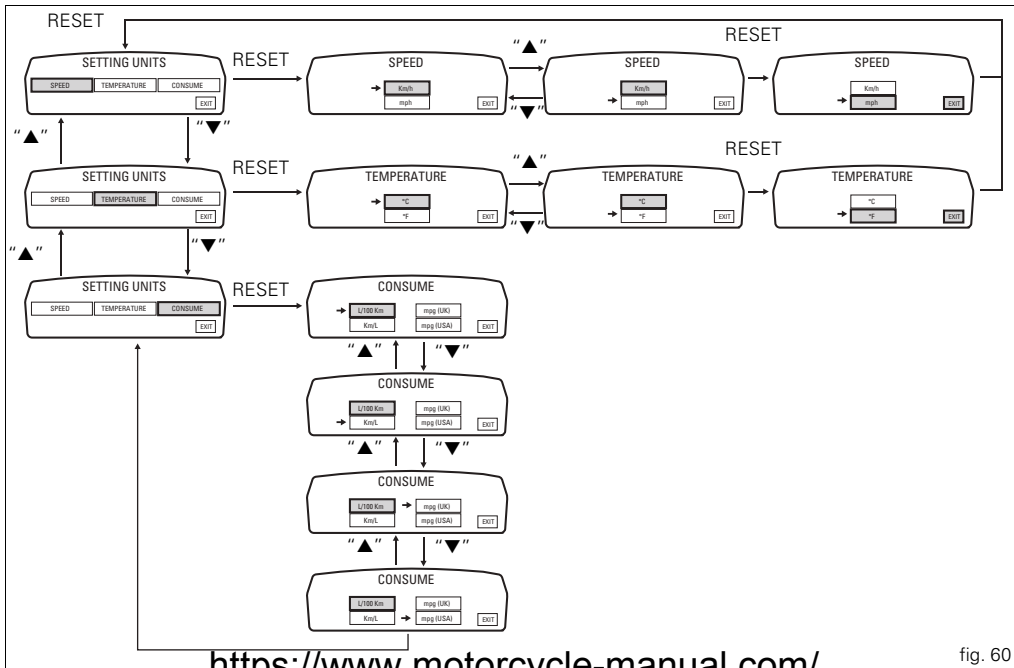 RESET
SETTING UNITS
SPEED TEMPERATURE CONSUME
EXIT
RESET
SPEED
Km/h
mph
EXIT
"▲"
"▼"
SPEED
Km/h
mph
EXIT
RESET
SPEED
Km/h
mph
EXIT
"▲"
"▼"
SETTING UNITS
SPEED TEMPERATURE CONSUME
EXIT
RESET
TEMPERATURE
°C
°F
EXIT
"▲"
"▼"
TEMPERATURE
°C
°F
EXIT
RESET
TEMPERATURE
°C
°F
EXIT
"▲"
"▼"
SETTING UNITS
SPEED TEMPERATURE CONSUME
EXIT
RESET
CONSUME
L/100 Km mpg (UK)
Km/L mpg (USA) EXIT
"▲" "▼"
CONSUME
L/100 Km mpg (UK)
Km/L mpg (USA) EXIT
"▲" "▼"
CONSUME
L/100 Km mpg (UK)
Km/L mpg (USA) EXIT
"▲" "▼"
CONSUME
L/100 Km mpg (UK)
Km/L mpg (USA) EXIT
https://www.motorcycle-manual.com/
fig. 60